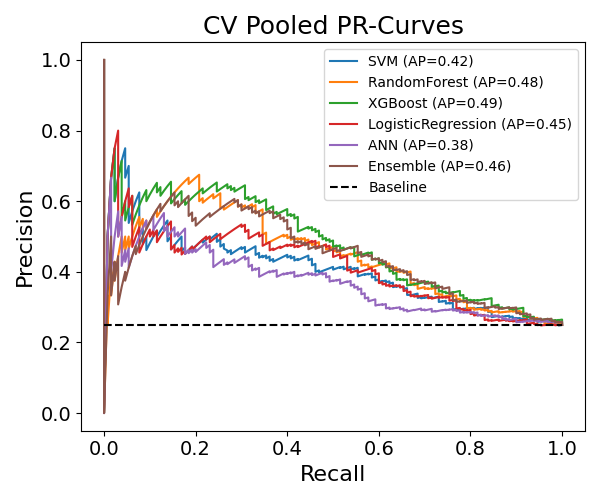 CV Pooled PR-Curves
SVM (AP=0.42)
RandomForest (AP=0.48)
XGBoost (AP=0.49)
LogisticRegression (AP=0.45)
ANN (AP=0.38)
Ensemble (AP=0.46)
Baseline
Precision
1.0
0.8
0.6
0.4
0.2
0.0
0.0 0.2 0.4 0.6 0.8 1.0
Recall